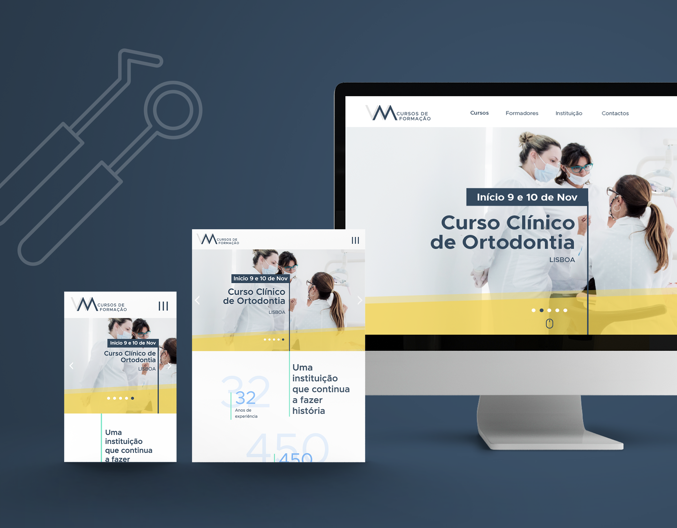 VM CURSOS DE
FORMAÇÃO
Cursos Formadores Instituição Contactos
Início 9 e 10 de Nov
Curso Clínico
de Ortodontia
LISBOA
VM CURSOS DE
FORMAÇÃO
Início 9 e 10 de Nov
Curso Clínico
de Ortodontia
LISBOA
Uma
instituição
que continua
a fazer
história
32
32
Anos de
experiência
450
450
VM CURSOS DE
FORMAÇÃO
Início 9 e 10 de Nov
Curso Clínico de
Ortodontia
LISBOA
Uma
instituição
que continua
a fazer